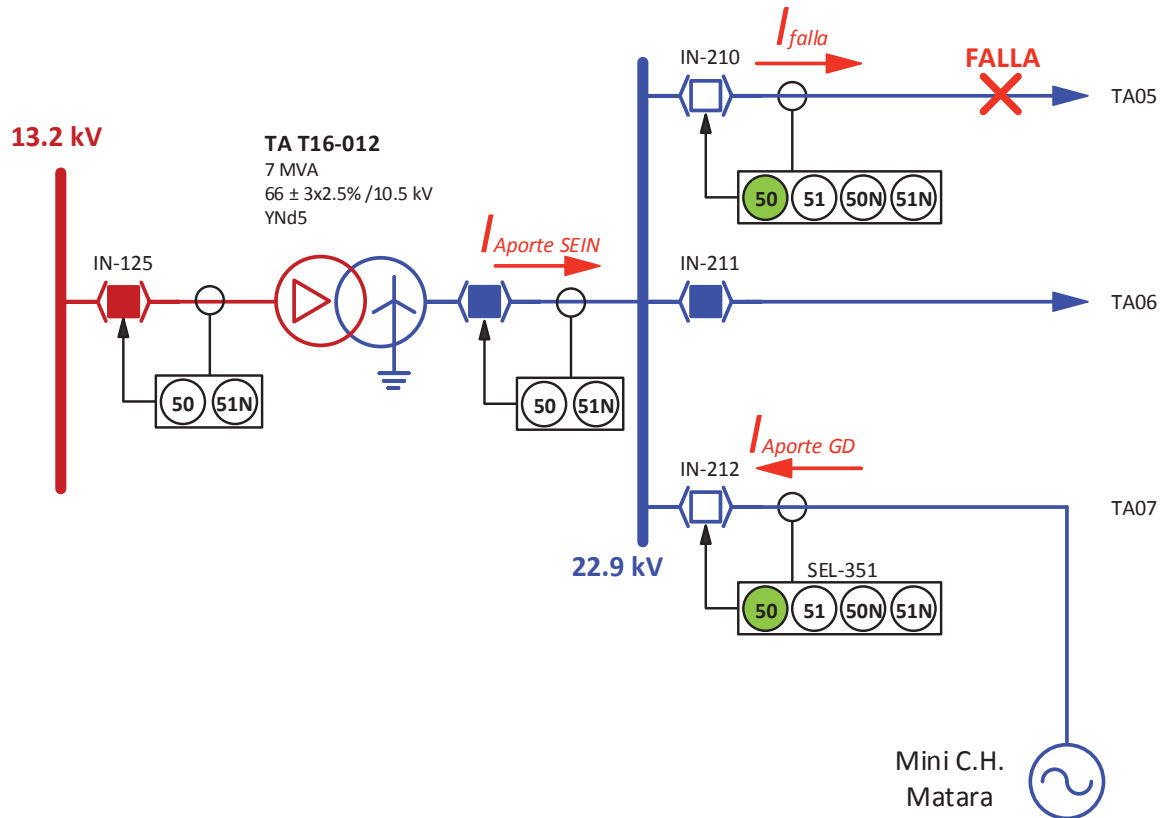 I falla
IN-210
FALLA
TA05
50 51 50N 51N
13.2 kV
TA T16-012
7 MVA
66 ± 3x2.5% /10.5 kV
YNd5
I Aporte SEIN
IN-125
IN-211
TA06
50 51N
50 51N
I Aporte GD
IN-212
TA07
22.9 kV
SEL-351
50 51 50N 51N
Mini C.H.
Matara